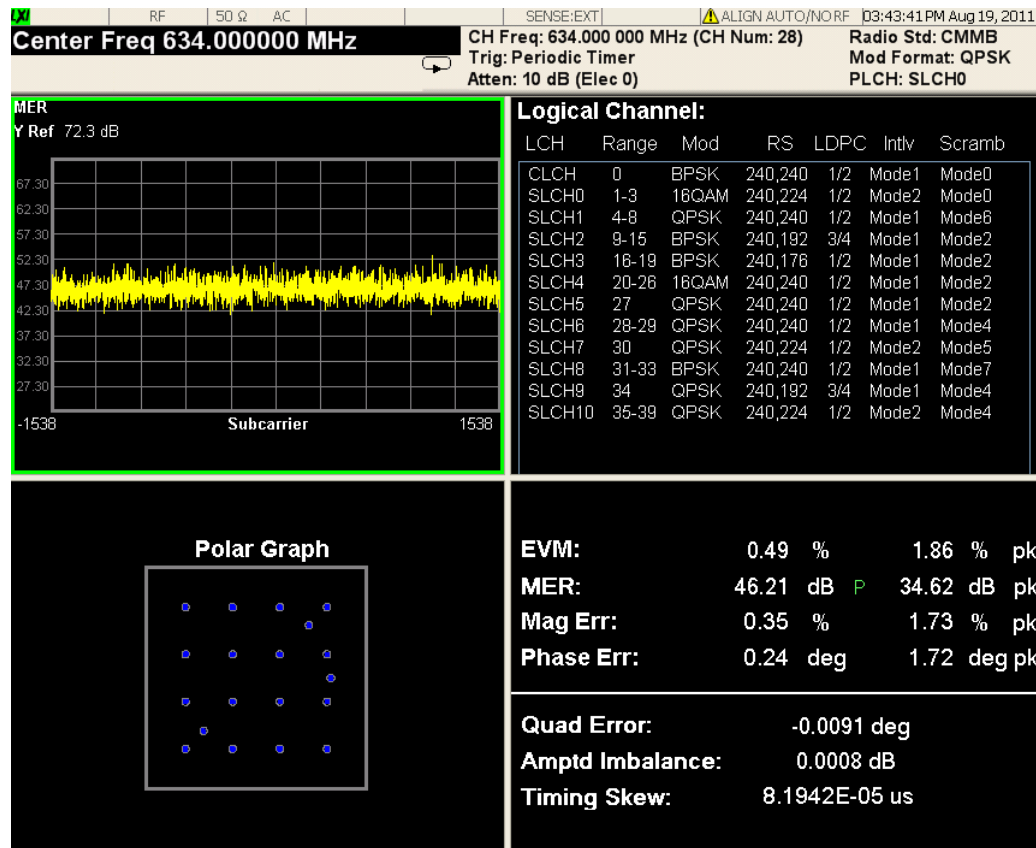 LXI RF 50 Ω AC SENSE:EXT ALIGN AUTO/NO RF 03:43:41 PM Aug 19, 2011
Center Freq 634.000000 MHz
CH Freq: 634.000 000 MHz (CH Num: 28) Radio Std: CMMB
Trig: Periodic Timer Mod Format: QPSK
Atten: 10 dB (Elec 0) PLCH: SLCH0
MER
Y Ref 72.3 dB
67.30
62.30
57.30
52.30
47.30
42.30
37.30
32.30
27.30
-1538 Subcarrier 1538
Logical Channel:
LCH Range Mod RS LDPC Intlv Scramb
CLCH 0 BPSK 240,240 1/2 Mode1 Mode0
SLCH0 1-3 16QAM 240,224 1/2 Mode2 Mode0
SLCH1 4-8 QPSK 240,240 1/2 Mode1 Mode6
SLCH2 9-15 BPSK 240,192 3/4 Mode1 Mode2
SLCH3 16-19 BPSK 240,176 1/2 Mode1 Mode2
SLCH4 20-26 16QAM 240,240 1/2 Mode1 Mode2
SLCH5 27 QPSK 240,240 1/2 Mode1 Mode2
SLCH6 28-29 QPSK 240,240 1/2 Mode1 Mode4
SLCH7 30 QPSK 240,224 1/2 Mode2 Mode5
SLCH8 31-33 BPSK 240,240 1/2 Mode1 Mode7
SLCH9 34 QPSK 240,192 3/4 Mode1 Mode4
SLCH10 35-39 QPSK 240,224 1/2 Mode2 Mode4
Polar Graph
EVM: 0.49 % 1.86 % pk
MER: 46.21 dB P 34.62 dB pk
Mag Err: 0.35 % 1.73 % pk
Phase Err: 0.24 deg 1.72 deg pk
Quad Error: -0.0091 deg
Amptd Imbalance: 0.0008 dB
Timing Skew: 8.1942E-05 us